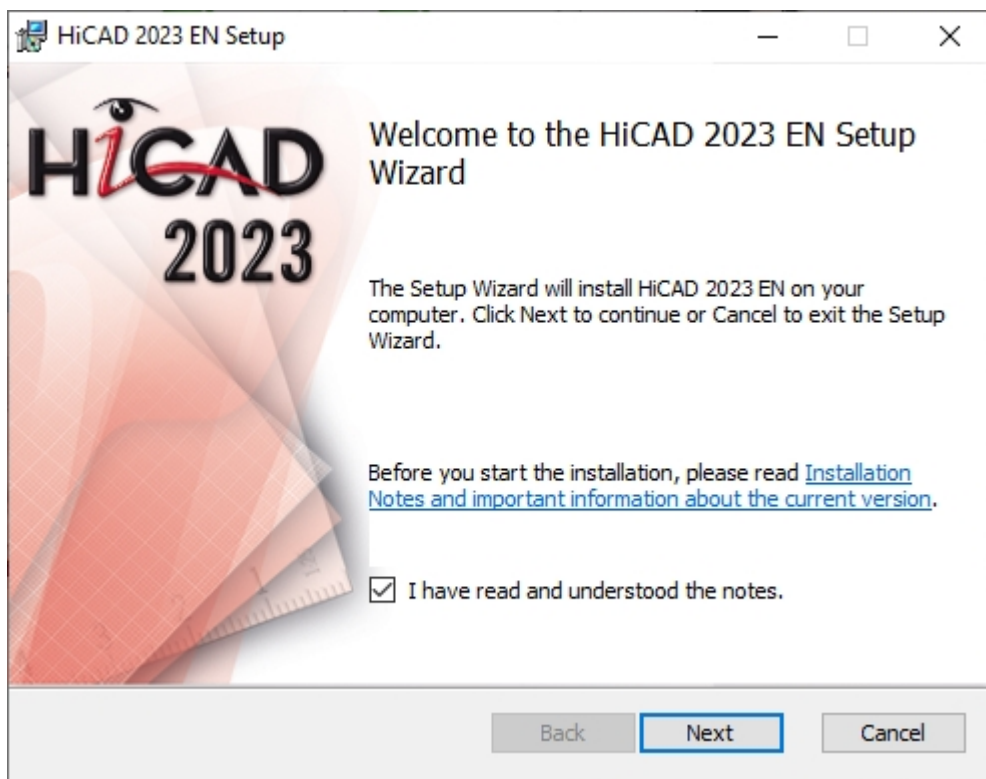 HiCAD 2023 EN Setup
HiCAD
2023
Welcome to the HiCAD 2023 EN Setup
Wizard
The Setup Wizard will install HiCAD 2023 EN on your
computer. Click Next to continue or Cancel to exit the Setup
Wizard.
Before you start the installation, please read Installation
Notes and important information about the current version.
I have read and understood the notes.
Back
Next
Cancel